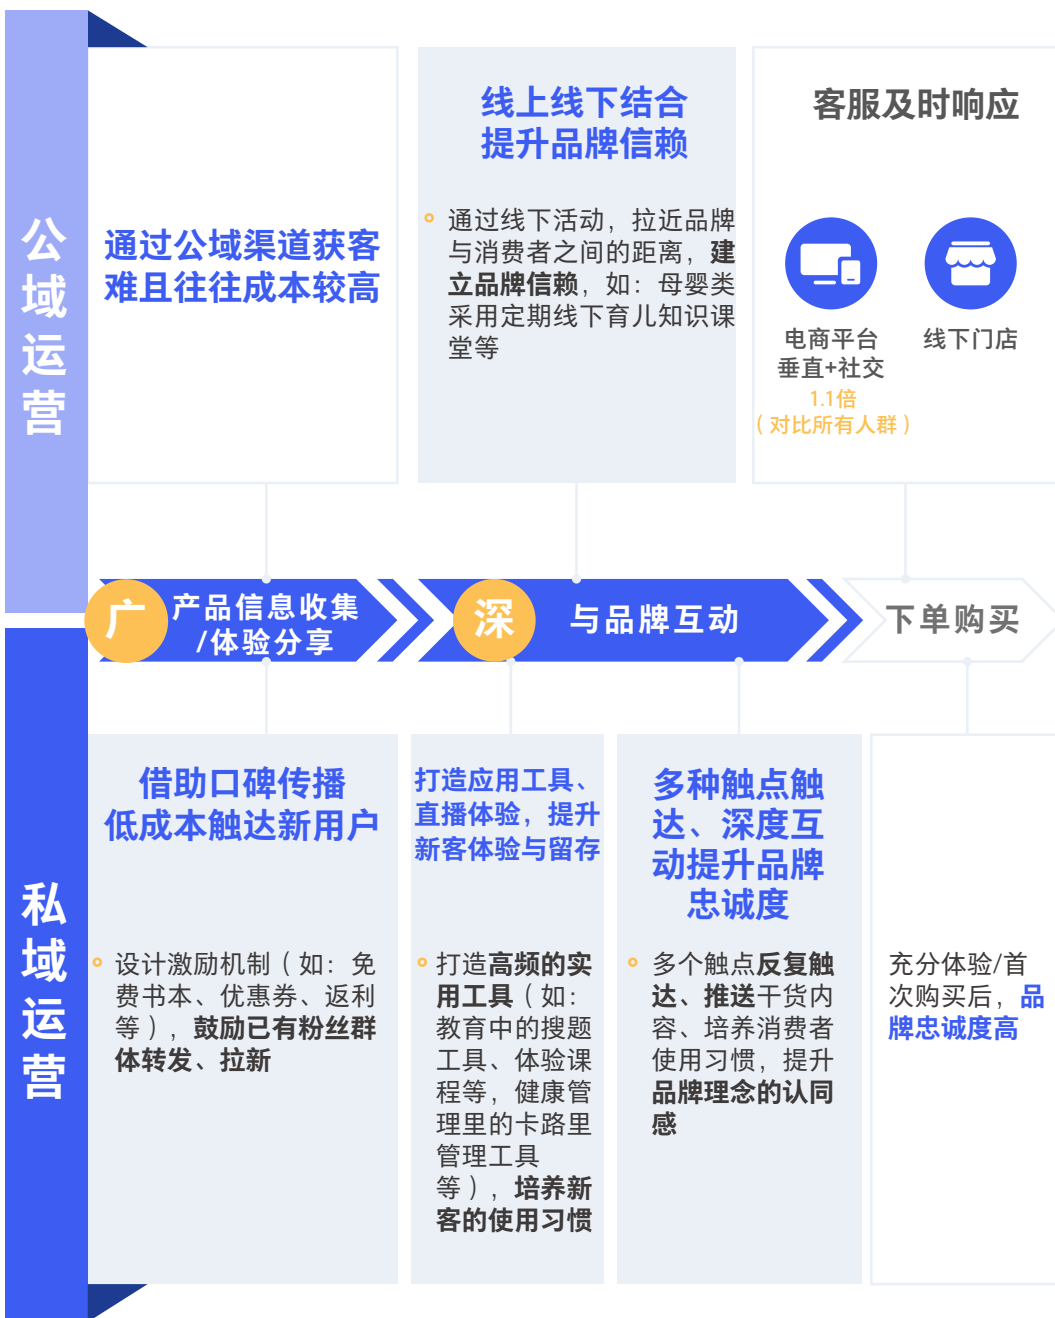 公域运营
通过公域渠道获客
难且往往成本较高
线上线下结合
提升品牌信赖
通过线下活动，拉近品牌
与消费者之间的距离，建
立品牌信赖，如：母婴类
采用定期线下育儿知识课
堂等
客服及时响应
电商平台
垂直+社交
1.1倍
（对比所有人群）
线下门店
广
产品信息收集
/体验分享
深
与品牌互动
下单购买
私域运营
借助口碑传播
低成本触达新用户
设计激励机制（如：免
费书本、优惠券、返利
等），鼓励已有粉丝群
体转发、拉新
打造应用工具、
直播体验，提升
新客体验与留存
打造高频的实
用工具（如：
教育中的搜题
工具、体验课
程等，健康管
理里的卡路里
管理工具
等），培养新
客的使用习惯
多种触点触
达、深度互
动提升品牌
忠诚度
多个触点反复触
达、推送干货内
容、培养消费者
使用习惯，提升
品牌理念的认同
感
充分体验/首
次购买后，品
牌忠诚度高